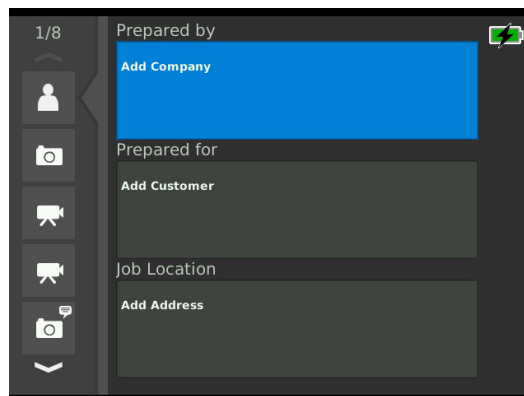 1/8
Prepared by
Add Company
Prepared for
Add Customer
Job Location
Add Address